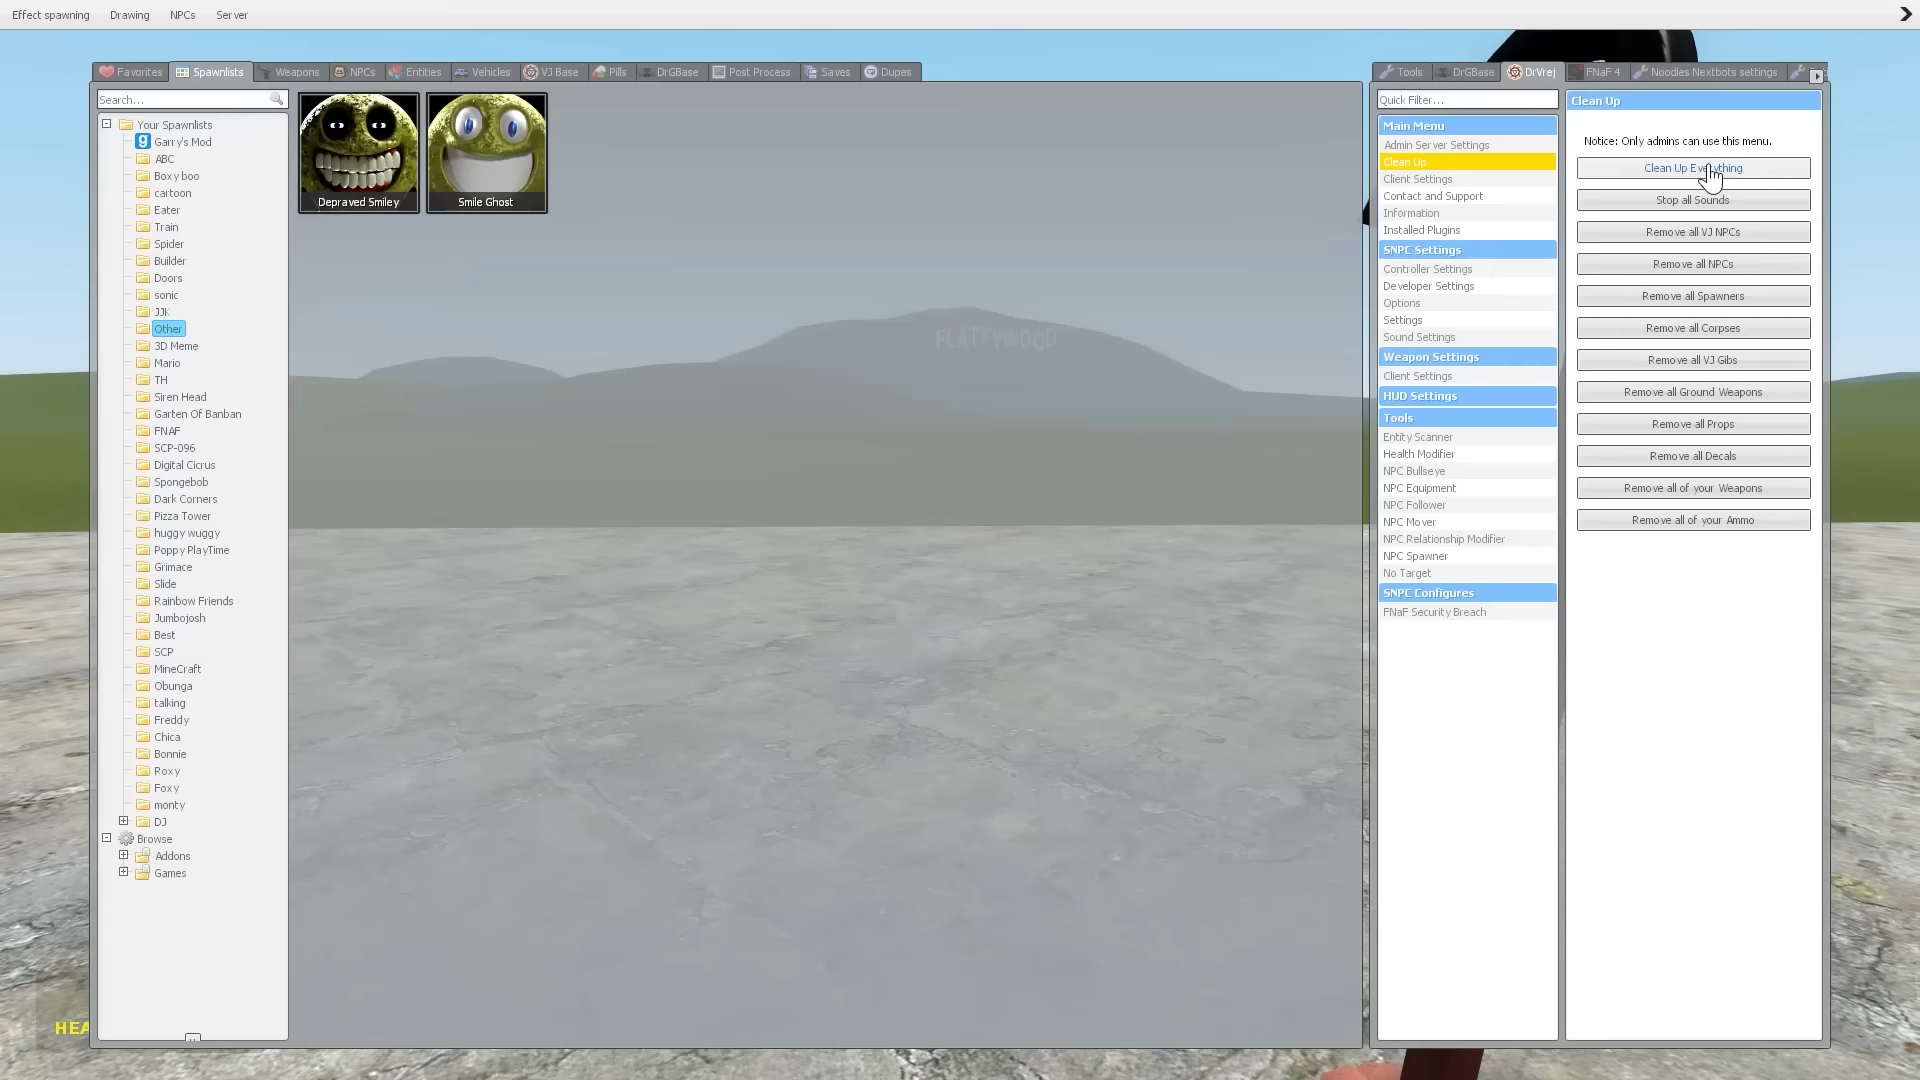 Effect spawning Drawing NPCs Server
Favorites Spawnlists Weapons NPCs Entities Vehicles VJ Base Pills DrGBase Post Process Saves Dupes
Search...
Your Spawnlists
Garry's Mod
ABC
Boxy boo
cartoon
Eater
Train
Spider
Builder
Doors
sonic
JJK
Other
3D Meme
Mario
TH
Siren Head
Garten Of Banban
FNAF
SCP-096
Digital Cicrus
Spongebob
Dark Corners
Pizza Tower
huggy wuggy
Poppy PlayTime
Grimace
Slide
Rainbow Friends
Jumbojosh
Best
SCP
MineCraft
Obunga
talking
Freddy
Chica
Bonnie
Roxy
Foxy
monty
DJ
Browse
Addons
Games
Depraved Smiley
Smile Ghost
FLATTYWOOD
HEA
Tools DrGBase DrVrej FNaF 4 Noodles Nextbots settings
Quick Filter...
Main Menu
Admin Server Settings
Clean Up
Client Settings
Contact and Support
Information
Installed Plugins
SNPC Settings
Controller Settings
Developer Settings
Options
Settings
Sound Settings
Weapon Settings
Client Settings
HUD Settings
Tools
Entity Scanner
Health Modifier
NPC Bullseye
NPC Equipment
NPC Follower
NPC Mover
NPC Relationship Modifier
NPC Spawner
No Target
SNPC Configures
FNaF Security Breach
Clean Up
Notice: Only admins can use this menu.
Clean Up Everything
Stop all Sounds
Remove all VJ NPCs
Remove all NPCs
Remove all Spawners
Remove all Corpses
Remove all VJ Gibs
Remove all Ground Weapons
Remove all Props
Remove all Decals
Remove all of your Weapons
Remove all of your Ammo